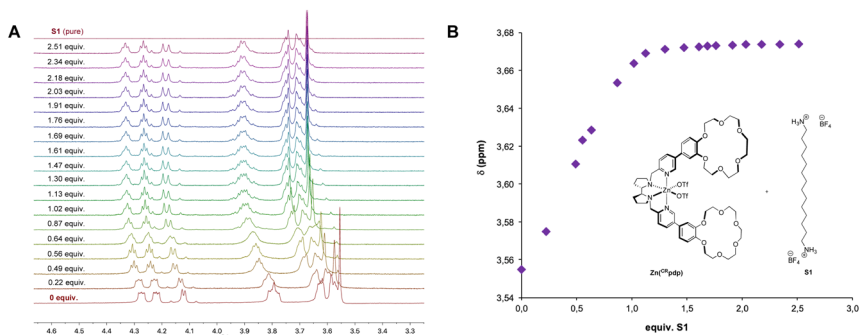 A
S1 (pure)
2.51 equiv.
2.34 equiv.
2.18 equiv.
2.03 equiv.
1.91 equiv.
1.76 equiv.
1.69 equiv.
1.61 equiv.
1.47 equiv.
1.30 equiv.
1.13 equiv.
1.02 equiv.
0.87 equiv.
0.64 equiv.
0.56 equiv.
0.49 equiv.
0.22 equiv.
0 equiv.
4.6 4.5 4.4 4.3 4.2 4.1 4.0 3.9 3.8 3.7 3.6 3.5 3.4 3.3
B
δ (ppm)
3,68
3,66
3,64
3,62
3,60
3,58
3,56
3,54
0,0 0,5 1,0 1,5 2,0 2,5 3,0
equiv. S1
O O
O O
O O
N
N Zn OTf
N OTf
N
O O
O O
O O
Zn(CRpdp)
+
H3N ⊕ ⊖ BF4
NH3 ⊕
⊖ BF4
S1